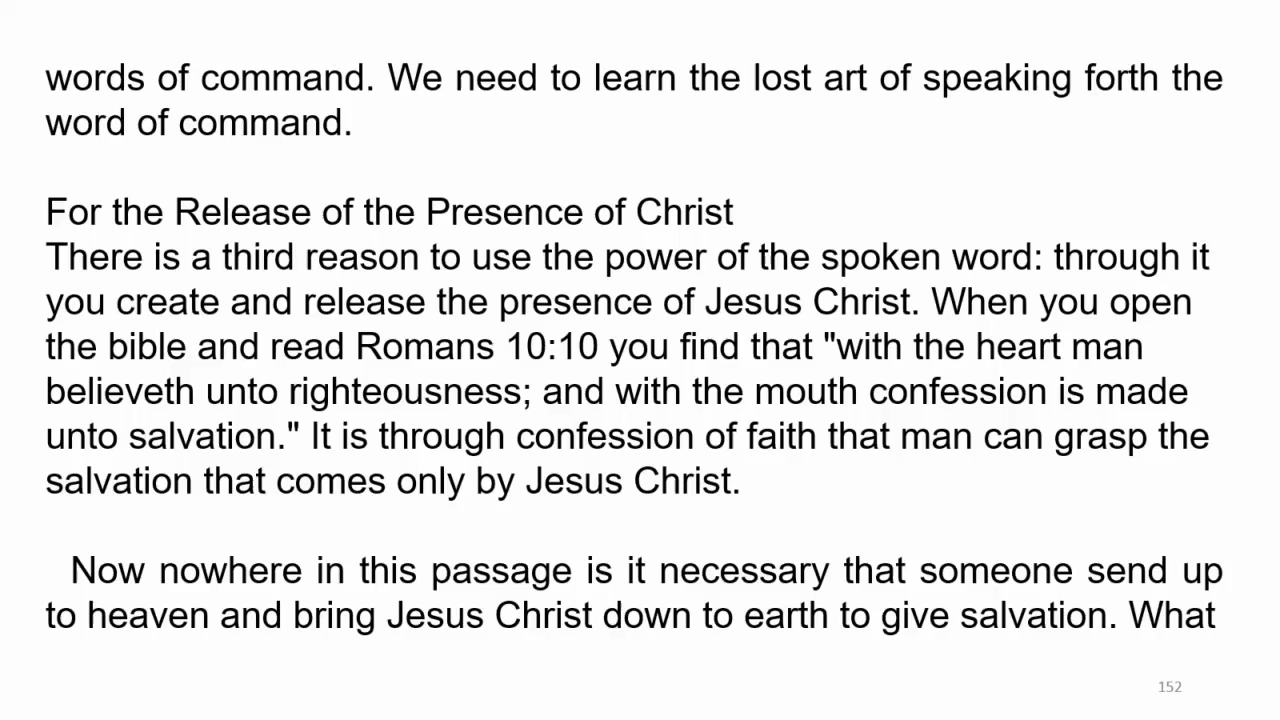 words of command. We need to learn the lost art of speaking forth the
word of command.
For the Release of the Presence of Christ
There is a third reason to use the power of the spoken word: through it
you create and release the presence of Jesus Christ. When you open
the bible and read Romans 10:10 you find that "with the heart man
believeth unto righteousness; and with the mouth confession is made
unto salvation." It is through confession of faith that man can grasp the
salvation that comes only by Jesus Christ.
Now nowhere in this passage is it necessary that someone send up
to heaven and bring Jesus Christ down to earth to give salvation. What
152